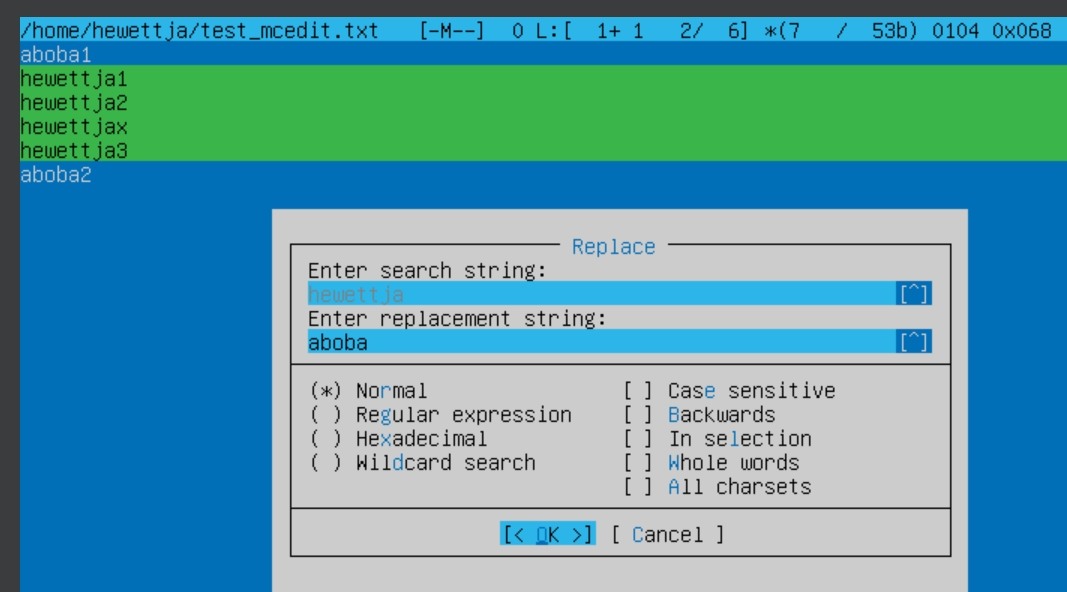 /home/hewettja/test_mcedit.txt [-M--] 0 L:[ 1+ 1 2/ 6] *(7 / 53b) 0104 0x068
aboba1
hewettja1
hewettja2
hewettjax
hewettja3
aboba2
Replace
Enter search string:
hewettja [^]
Enter replacement string:
aboba [^]
(*) Normal [ ] Case sensitive
( ) Regular expression [ ] Backwards
( ) Hexadecimal [ ] In selection
( ) Wildcard search [ ] Whole words
[ ] All charsets
[< OK >] [ Cancel ]